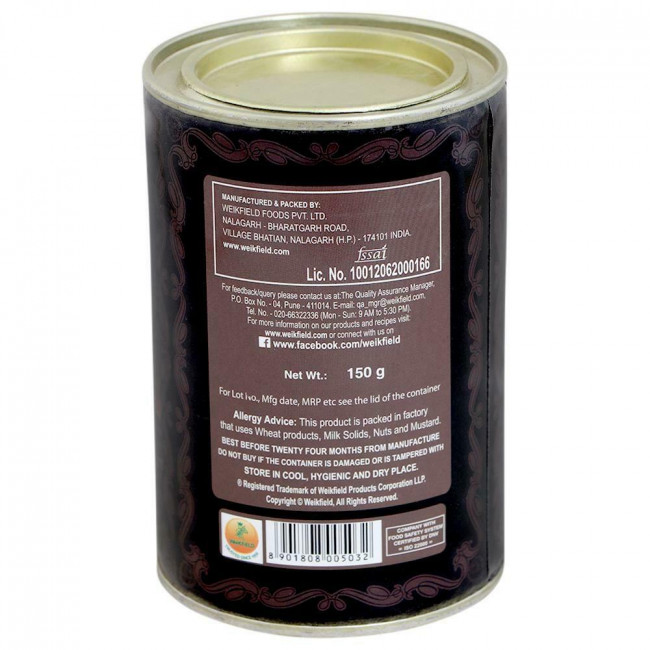 MANUFACTURED & PACKED BY:
WEIKFIELD FOODS PVT. LTD.
NALAGARH - BHARATGARH ROAD,
VILLAGE BHATIAN, NALAGARH (H.P.) - 174101 INDIA.
www.weikfield.com
fssai
Lic. No. 10012062000166
For feedback/query please contact us at:The Quality Assurance Manager,
P.O. Box No. - 04, Pune - 411014. E-mail: qa_mgr@weikfield.com,
Tel. No. - 020-66322336 (Mon - Sun: 9 AM to 5:30 PM).
For more information on our products and recipes visit:
www.weikfield.com or connect with us on
f www.facebook.com/weikfield
Net Wt.: 150 g
For Lot No., Mfg date, MRP etc see the lid of the container
Allergy Advice: This product is packed in factory
that uses Wheat products, Milk Solids, Nuts and Mustard.
BEST BEFORE TWENTY FOUR MONTHS FROM MANUFACTURE
DO NOT BUY IF THE CONTAINER IS DAMAGED OR IS TAMPERED WITH
STORE IN COOL, HYGIENIC AND DRY PLACE.
® Registered Trademark of Weikfield Products Corporation LLP.
Copyright © Weikfield, All Rights Reserved.
8 901808 005032
COMPANY WITH
FOOD SAFETY SYSTEM
CERTIFIED BY DNV
= ISO 22000 =